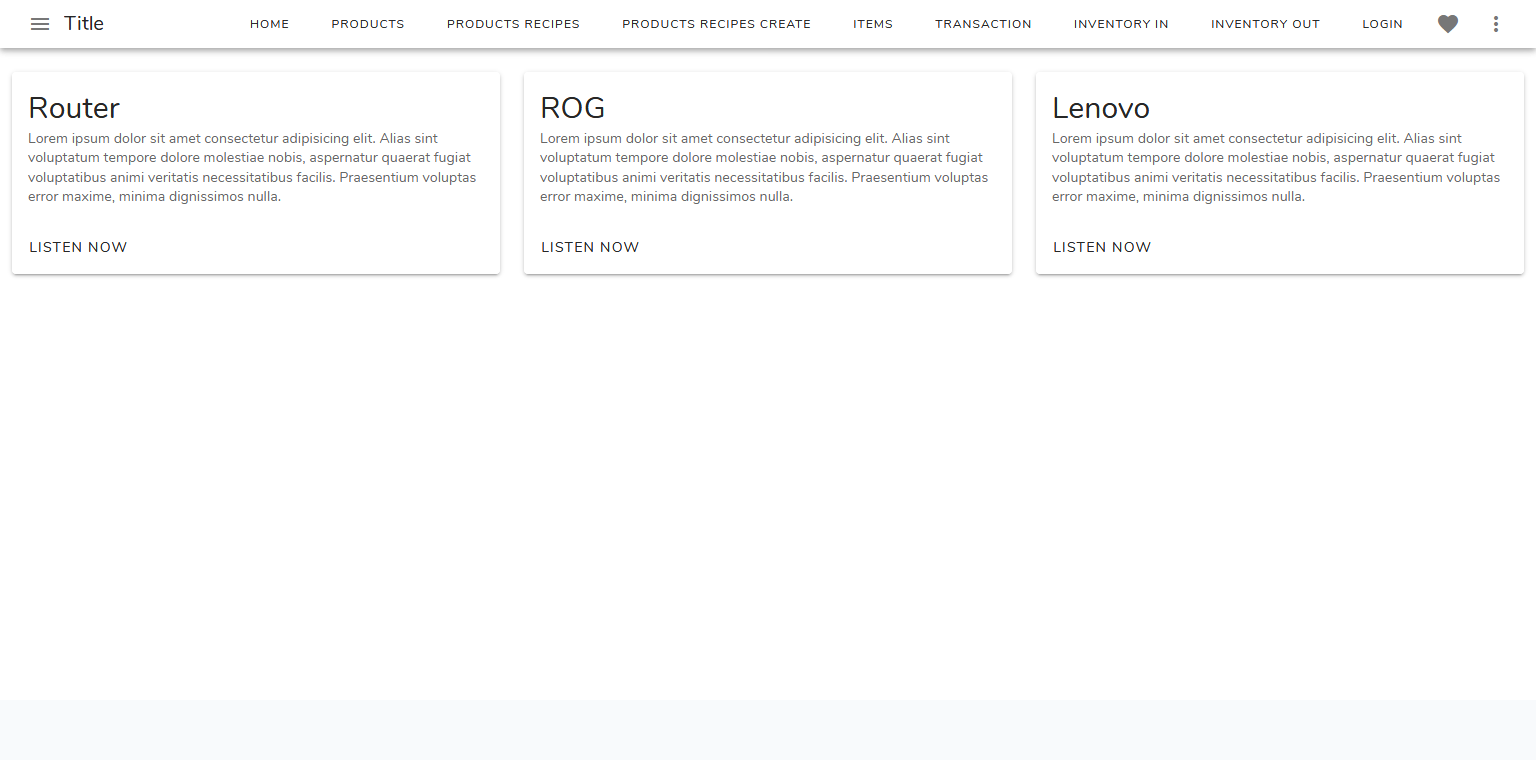 Title HOME PRODUCTS PRODUCTS RECIPES PRODUCTS RECIPES CREATE ITEMS TRANSACTION INVENTORY IN INVENTORY OUT LOGIN
Router
Lorem ipsum dolor sit amet consectetur adipisicing elit. Alias sint
voluptatum tempore dolore molestiae nobis, aspernatur quaerat fugiat
voluptatibus animi veritatis necessitatibus facilis. Praesentium voluptas
error maxime, minima dignissimos nulla.
LISTEN NOW
ROG
Lorem ipsum dolor sit amet consectetur adipisicing elit. Alias sint
voluptatum tempore dolore molestiae nobis, aspernatur quaerat fugiat
voluptatibus animi veritatis necessitatibus facilis. Praesentium voluptas
error maxime, minima dignissimos nulla.
LISTEN NOW
Lenovo
Lorem ipsum dolor sit amet consectetur adipisicing elit. Alias sint
voluptatum tempore dolore molestiae nobis, aspernatur quaerat fugiat
voluptatibus animi veritatis necessitatibus facilis. Praesentium voluptas
error maxime, minima dignissimos nulla.
LISTEN NOW